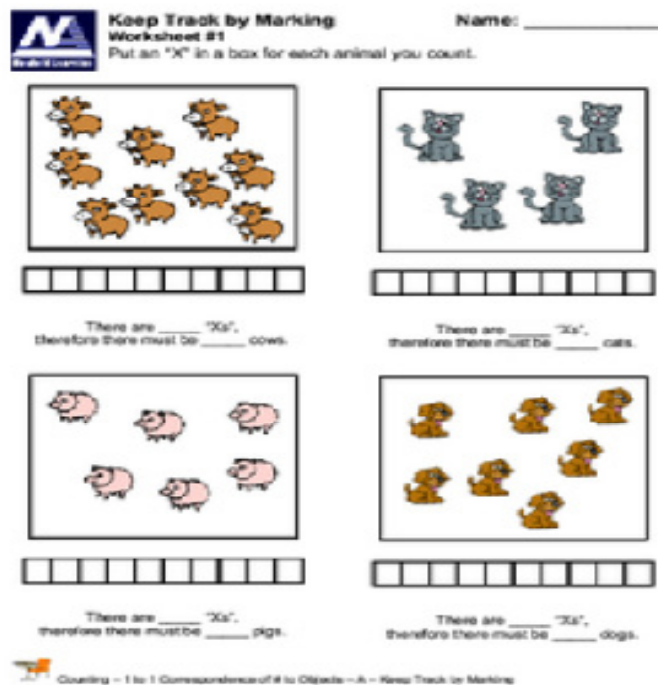 Keep Track by Marking
Name: ___________
Worksheet #1
Put an "X" in a box for each animal you count.
There are _____ "Xs",
therefore there must be _____ cows.
There are _____ "Xs",
therefore there must be _____ cats.
There are _____ "Xs",
therefore there must be _____ pigs.
There are _____ "Xs",
therefore there must be _____ dogs.
Counting – 1 to 1 Correspondence of # to Objects – A – Keep Track by Marking